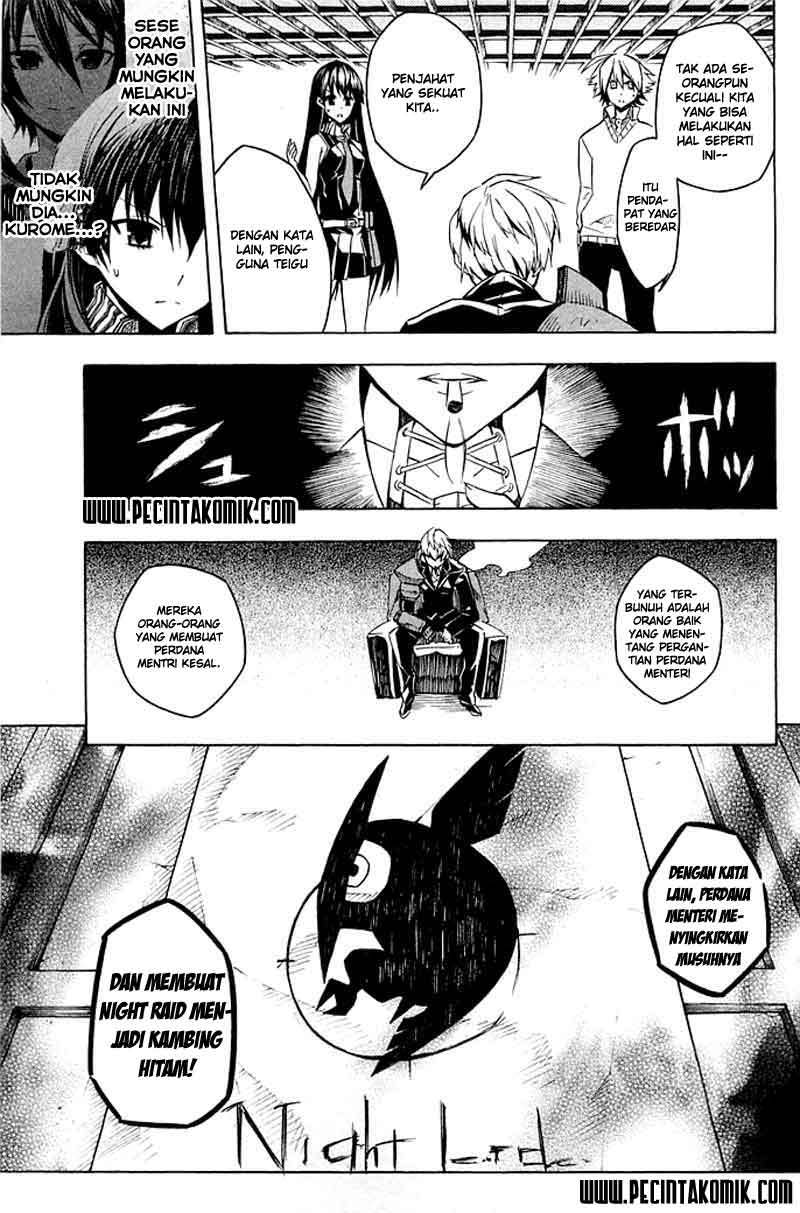 TAK ADA SE-
ORANGPUN
KECUALI KITA
YANG BISA
MELAKUKAN
HAL SEPERTI
INI--
ITU
PENDA-
PAT YANG
BEREDAR
PENJAHAT
YANG SEKUAT
KITA..
DENGAN KATA
LAIN, PENG-
GUNA TEIGU
SESE
ORANG
YANG
MUNGKIN
MELAKU-
KAN INI
TIDAK
MUNGKIN
DIA...
KUROME...?
ボッ
シュ
WWW.PECINTAKOMIK.COM
YANG TER-
BUNUH ADALAH
ORANG BAIK
YANG MENEN-
TANG PERGAN-
TIAN PERDANA
MENTERI
MEREKA
ORANG-ORANG
YANG MEMBUAT
PERDANA
MENTRI KESAL.
DENGAN KATA
LAIN, PERDANA
MENTERI ME-
NYINGKIRKAN
MUSUHNYA
DAN MEMBUAT
NIGHT RAID MEN-
JADI KAMBING
HITAM!
Night
WWW.PECINTAKOMIK.COM